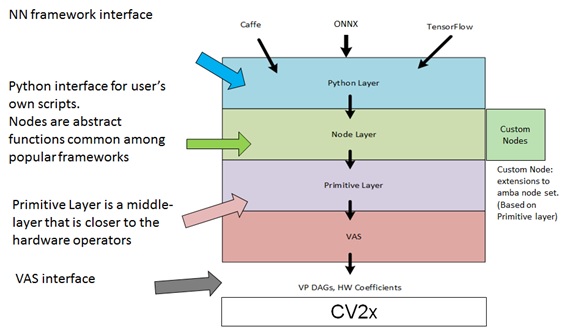 NN framework interface
Caffe
ONNX
TensorFlow
Python Layer
Python interface for user's
own scripts.
Nodes are abstract
functions common among
popular frameworks
Node Layer
Custom
Nodes
Custom Node:
extensions to
amba node set.
(Based on
Primitive layer)
Primitive Layer
Primitive Layer is a middle-
layer that is closer to the
hardware operators
VAS
VAS interface
VP DAGs, HW Coefficients
CV2x